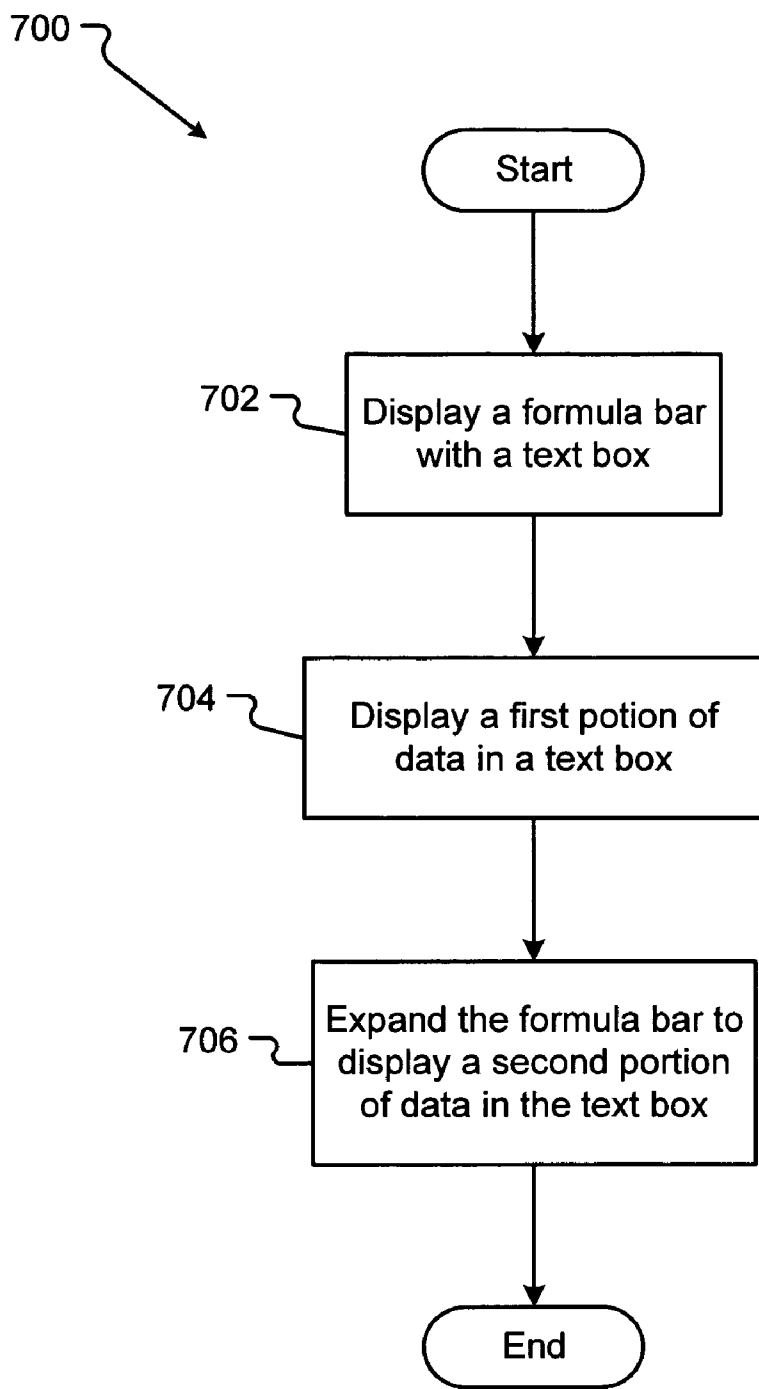 700
Start
702
Display a formula bar
with a text box
704
Display a first potion of
data in a text box
706
Expand the formula bar to
display a second portion
of data in the text box
End